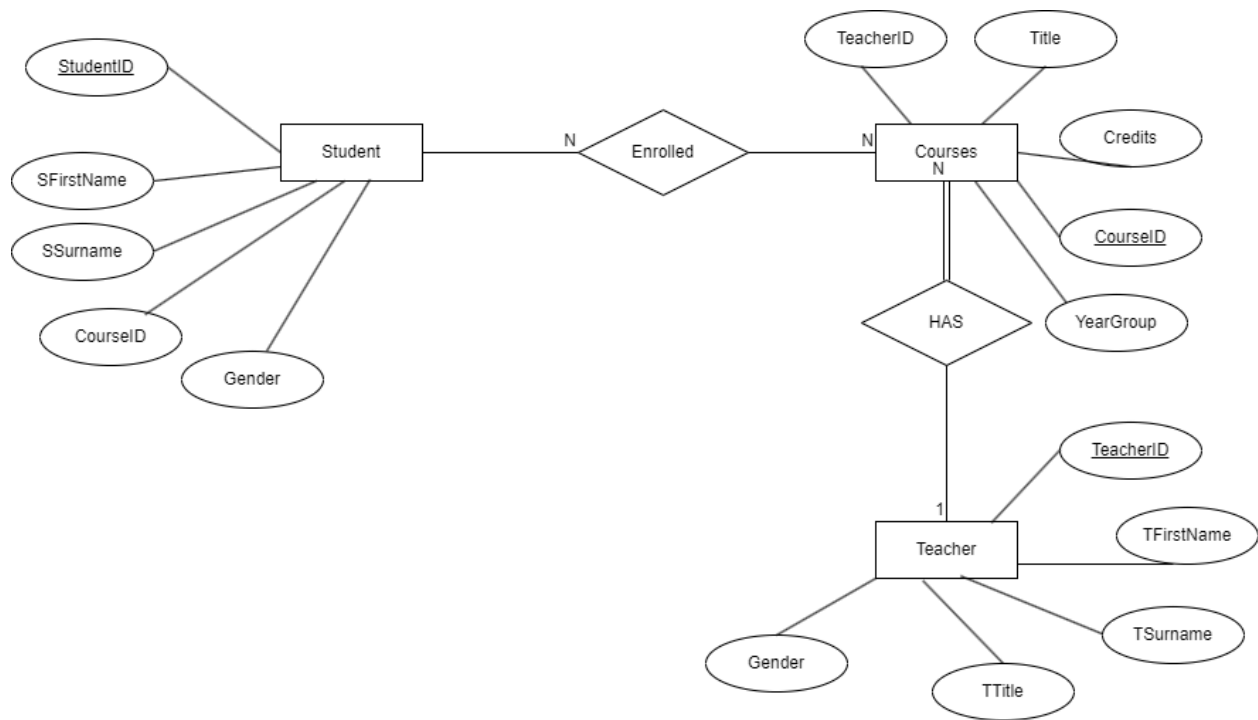 TeacherID
Title
StudentID
Student
N
Enrolled
N
Courses
N
Credits
SFirstName
SSurname
CourseID
CourseID
Gender
HAS
YearGroup
TeacherID
1
Teacher
TFirstName
TSurname
Gender
TTitle